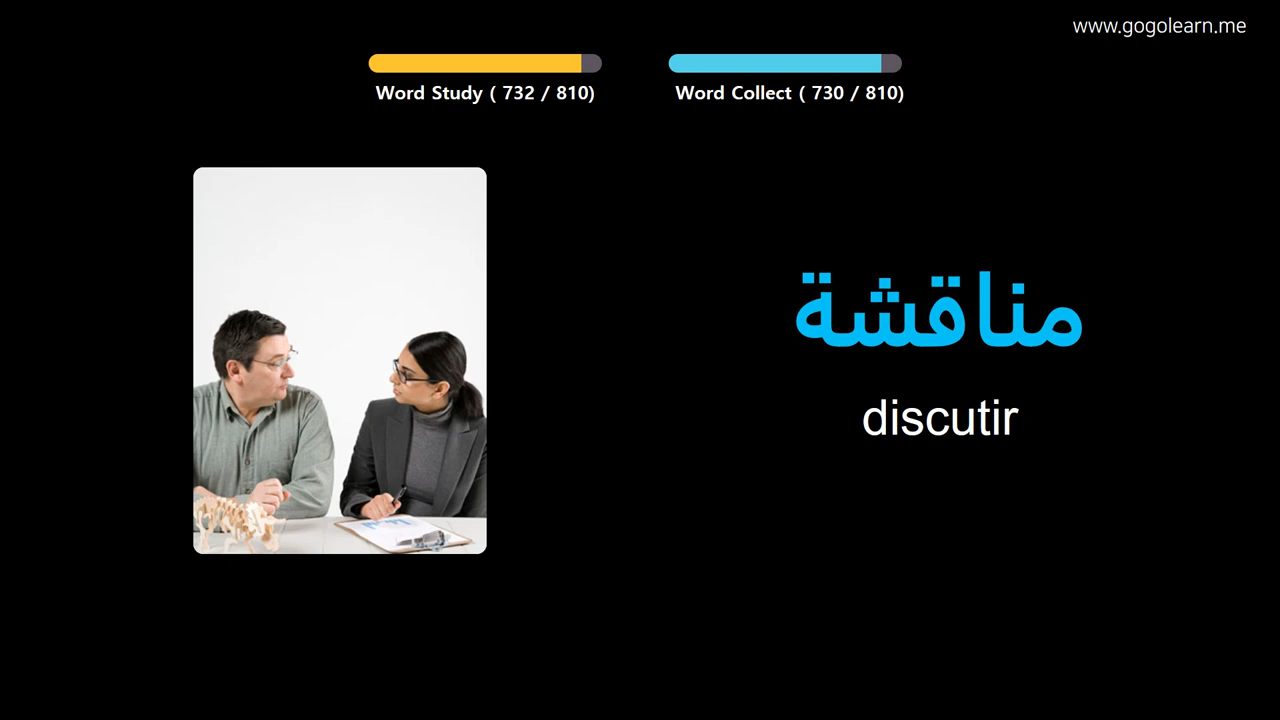 www.gogolearn.me
Word Study ( 732 / 810)
Word Collect ( 730 / 810)
مناقشة
discutir